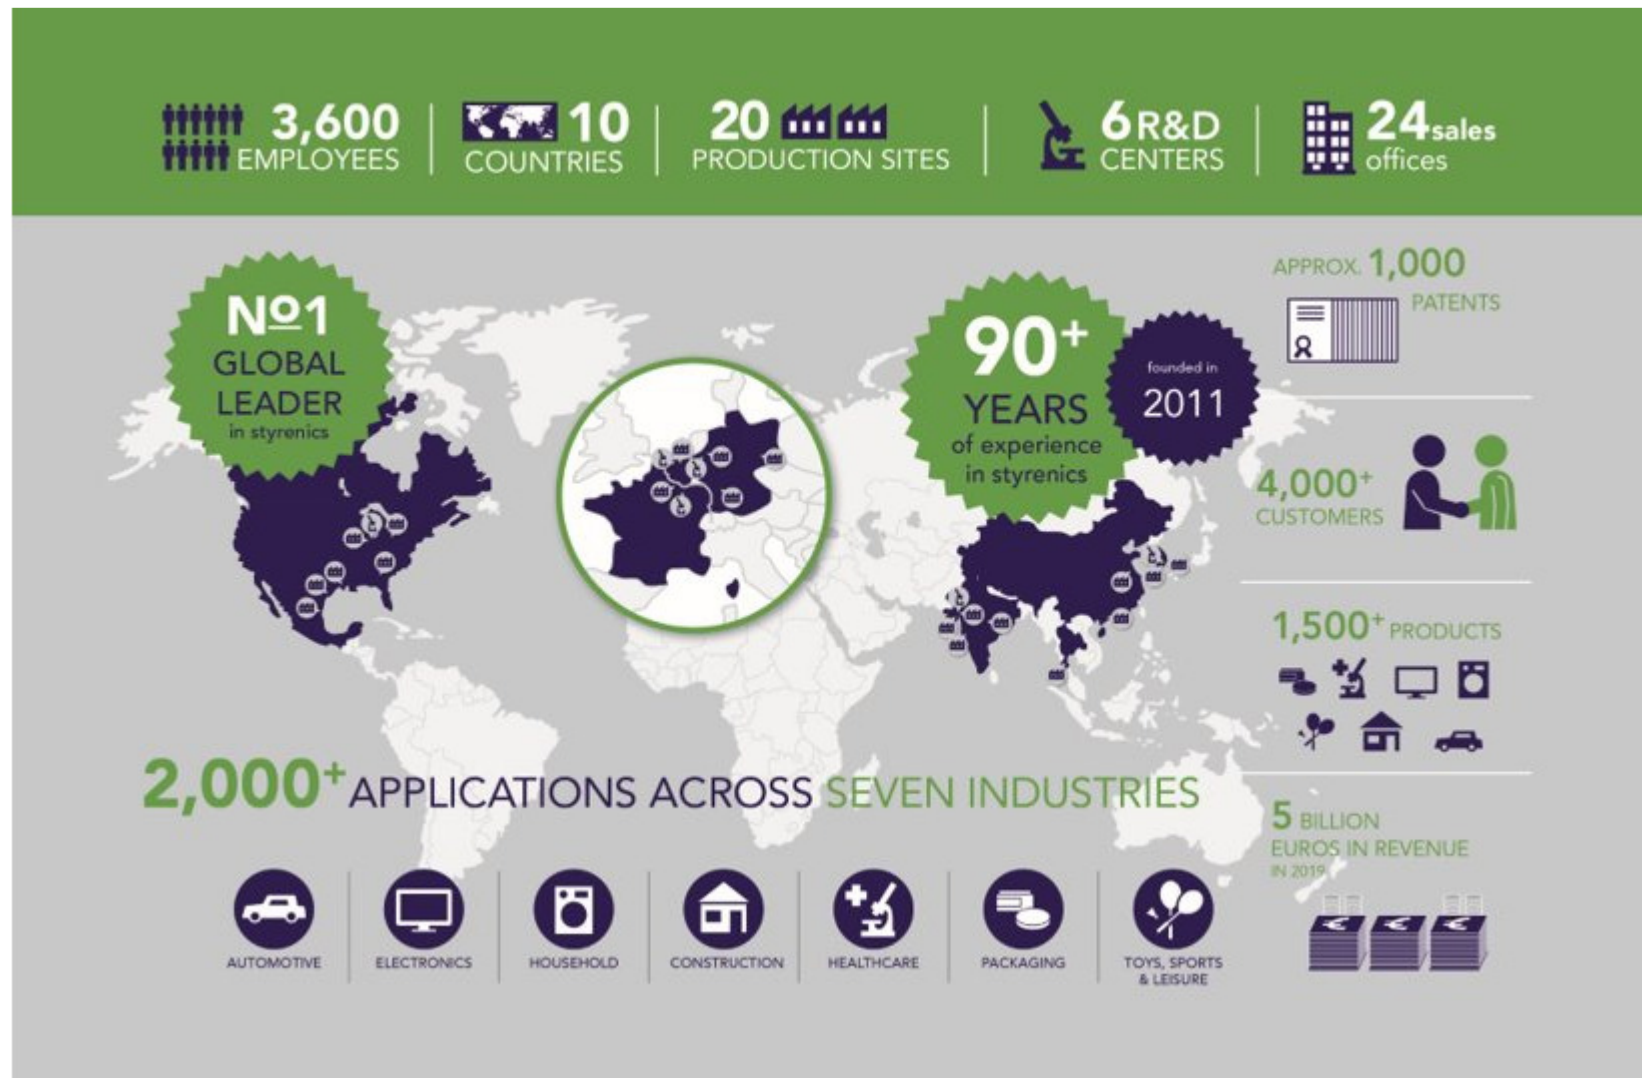 3,600
EMPLOYEES
10
COUNTRIES
20
PRODUCTION SITES
6 R&D
CENTERS
24 sales
offices
Nº1
GLOBAL
LEADER
in styrenics
90+
YEARS
of experience
in styrenics
founded in
2011
APPROX. 1,000
PATENTS
4,000+
CUSTOMERS
1,500+ PRODUCTS
2,000+ APPLICATIONS ACROSS SEVEN INDUSTRIES
5 BILLION
EUROS IN REVENUE
IN 2019
€ € €
AUTOMOTIVE
ELECTRONICS
HOUSEHOLD
CONSTRUCTION
HEALTHCARE
PACKAGING
TOYS, SPORTS
& LEISURE